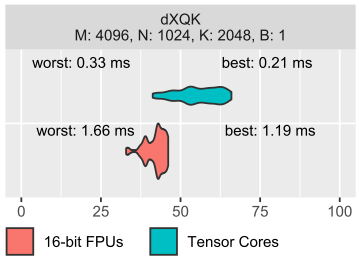 dXQK
M: 4096, N: 1024, K: 2048, B: 1
worst: 0.33 ms best: 0.21 ms
worst: 1.66 ms best: 1.19 ms
0 25 50 75 100
16-bit FPUs Tensor Cores